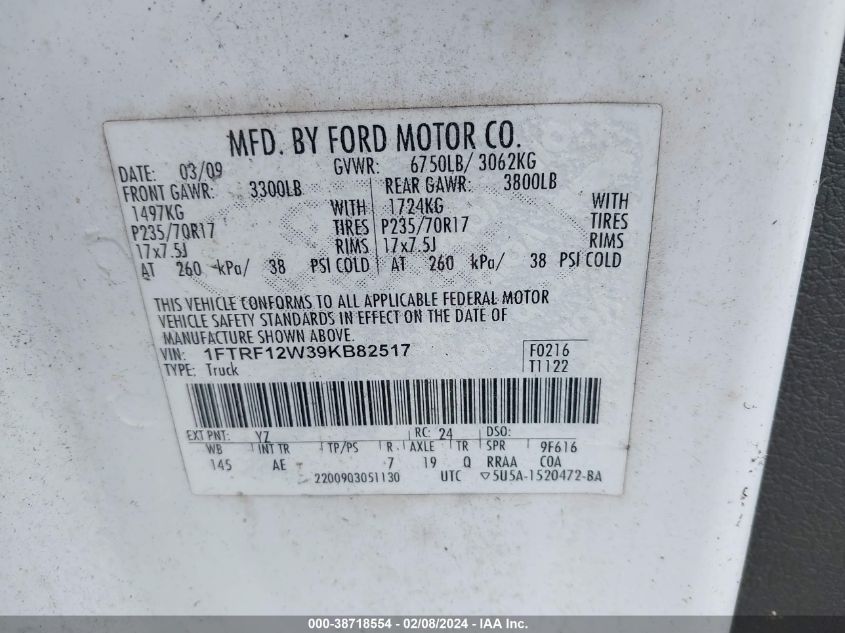 MFD. BY FORD MOTOR CO.
DATE: 03/09 GVWR: 6750LB/ 3062KG
FRONT GAWR: 3300LB REAR GAWR: 3800LB
1497KG WITH 1724KG WITH
P235/70R17 TIRES P235/70R17 TIRES
17x7.5J RIMS 17x7.5J RIMS
AT 260 kPa/ 38 PSI COLD AT 260 kPa/ 38 PSI COLD
THIS VEHICLE CONFORMS TO ALL APPLICABLE FEDERAL MOTOR
VEHICLE SAFETY STANDARDS IN EFFECT ON THE DATE OF
MANUFACTURE SHOWN ABOVE.
VIN: 1FTRF12W39KB82517 F0216
TYPE: Truck T1122
EXT PNT: YZ RC: 24 DSO:
WB INT TR TP/PS R AXLE TR SPR 9F616
145 AE 7 19 Q RRAA COA
2200903051130 UTC ▽5U5A-1520472-BA
000-38718554 - 02/08/2024 - IAA Inc.